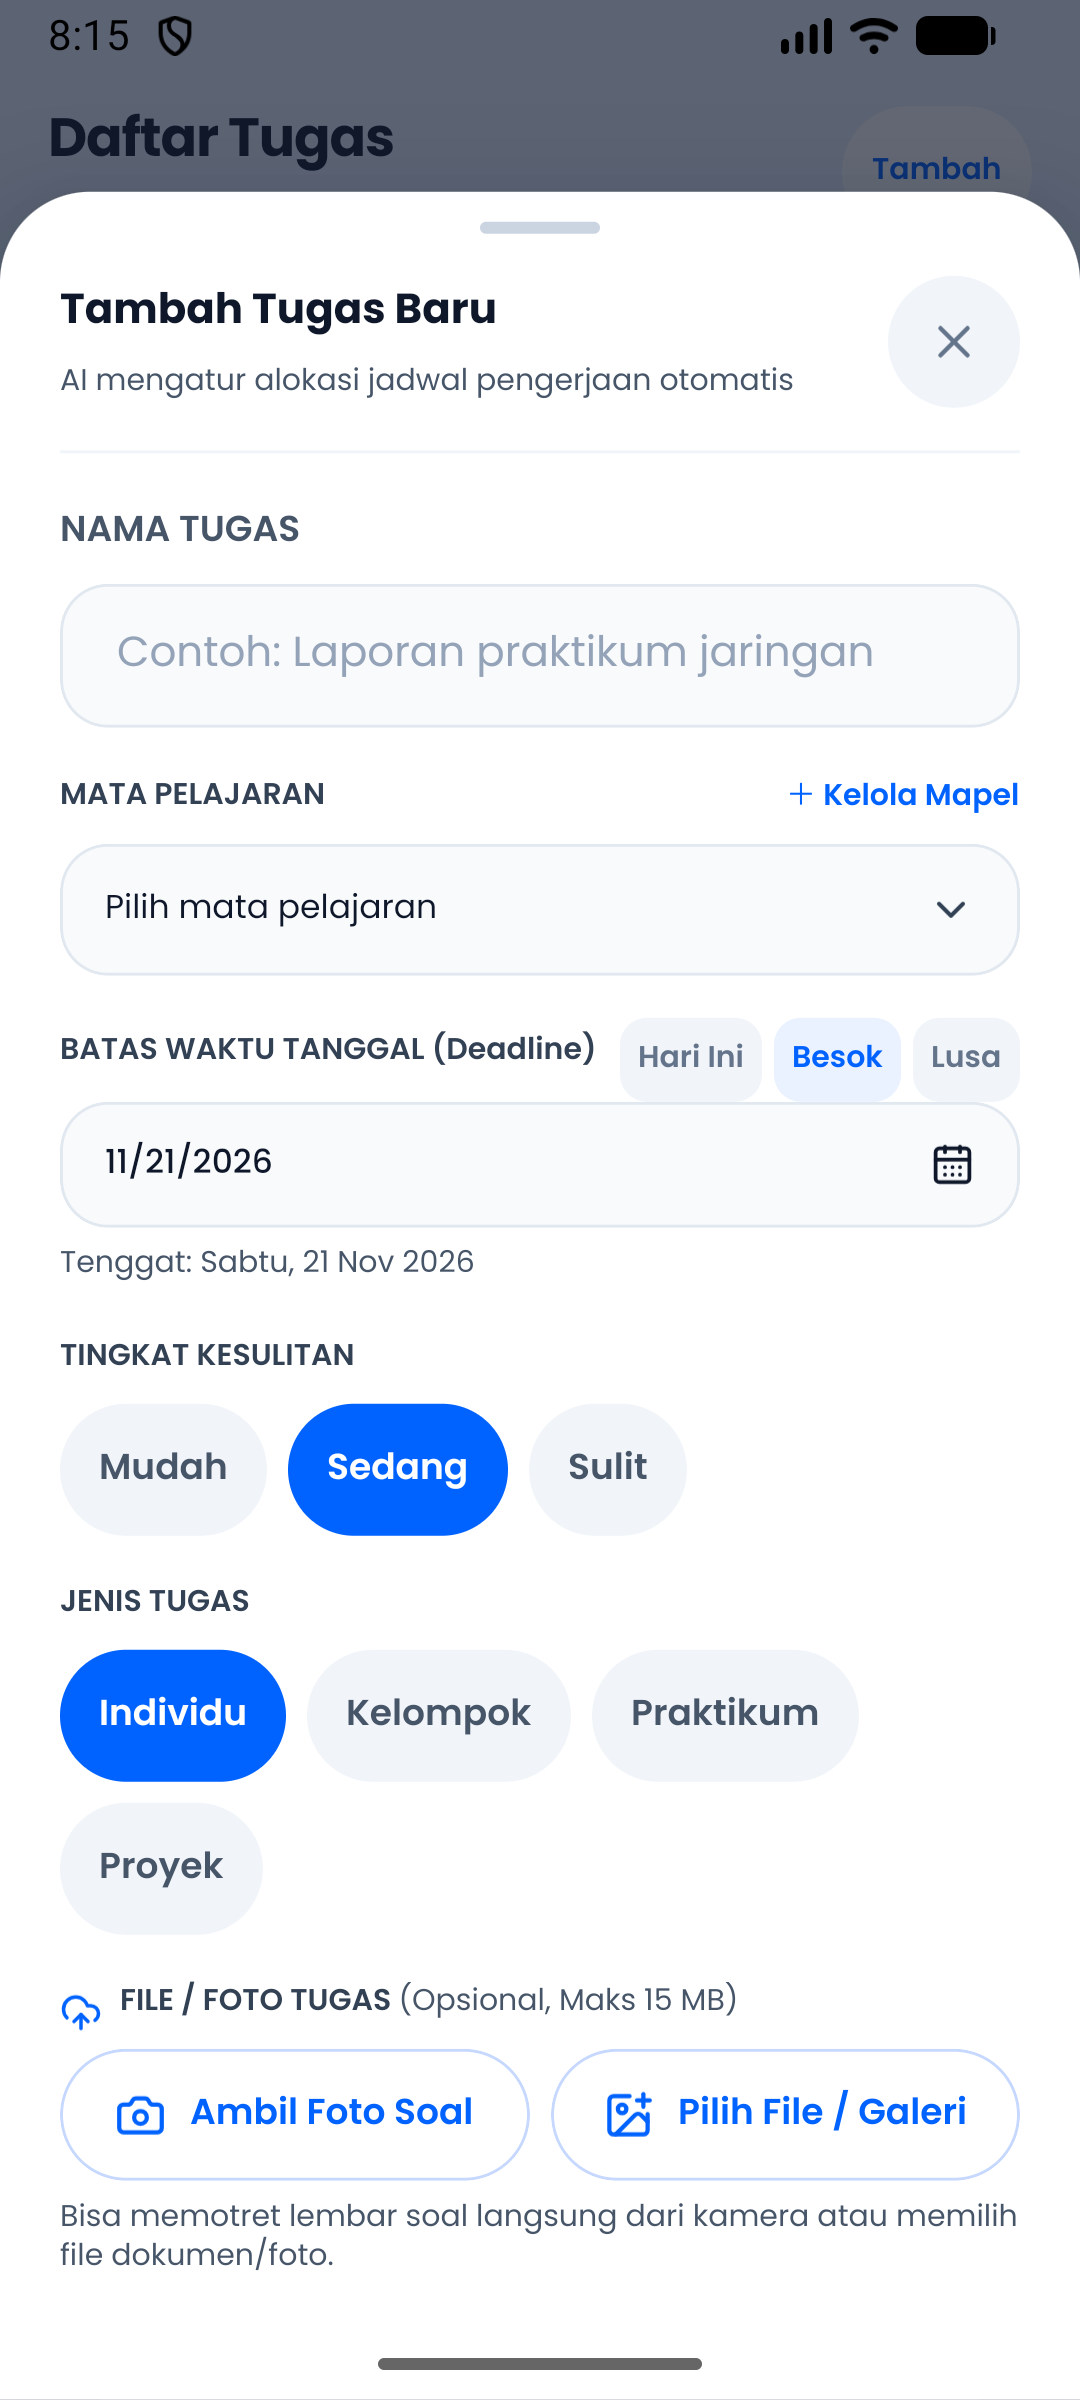 8:15
Daftar Tugas
Tambah
Tambah Tugas Baru
AI mengatur alokasi jadwal pengerjaan otomatis
NAMA TUGAS
Contoh: Laporan praktikum jaringan
MATA PELAJARAN
+ Kelola Mapel
Pilih mata pelajaran
BATAS WAKTU TANGGAL (Deadline)
Hari Ini
Besok
Lusa
11/21/2026
Tenggat: Sabtu, 21 Nov 2026
TINGKAT KESULITAN
Mudah
Sedang
Sulit
JENIS TUGAS
Individu
Kelompok
Praktikum
Proyek
FILE / FOTO TUGAS (Opsional, Maks 15 MB)
Ambil Foto Soal
Pilih File / Galeri
Bisa memotret lembar soal langsung dari kamera atau memilih
file dokumen/foto.